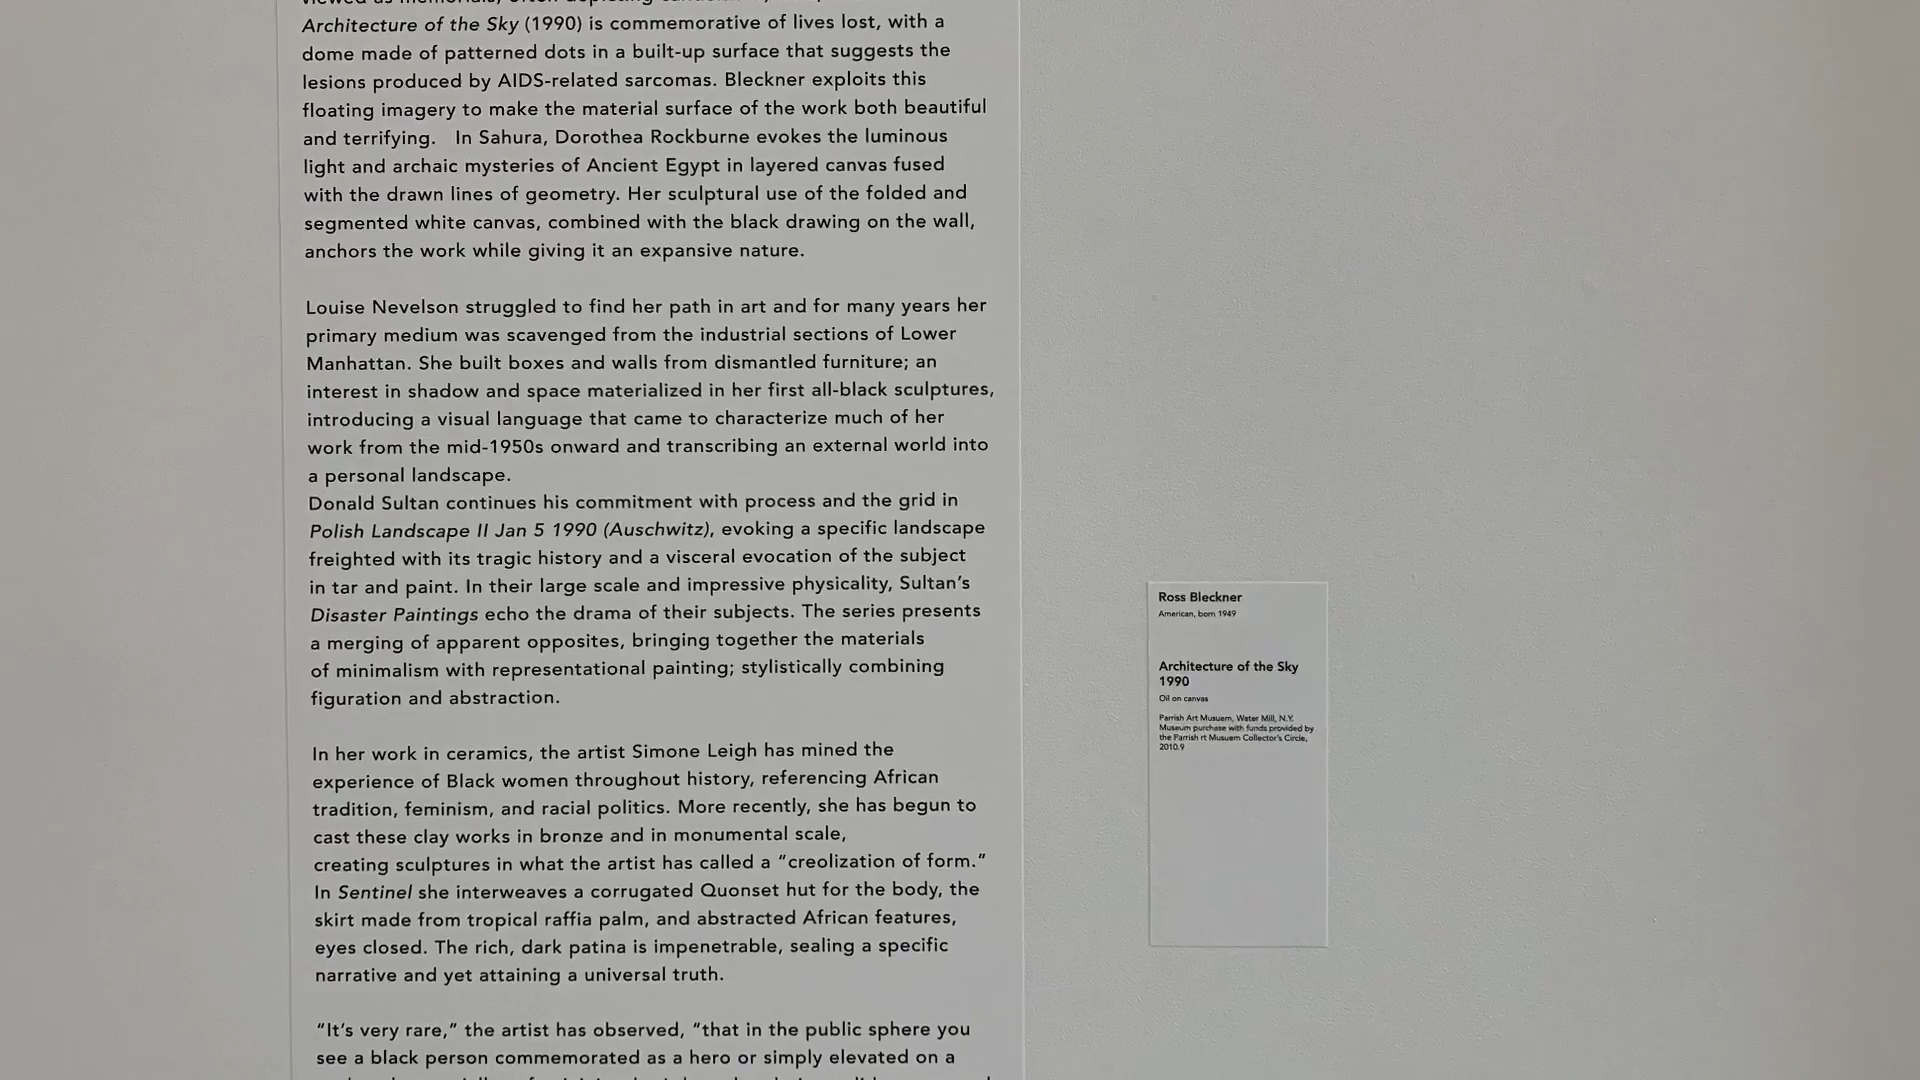 Architecture of the Sky (1990) is commemorative of lives lost, with a
dome made of patterned dots in a built-up surface that suggests the
lesions produced by AIDS-related sarcomas. Bleckner exploits this
floating imagery to make the material surface of the work both beautiful
and terrifying. In Sahura, Dorothea Rockburne evokes the luminous
light and archaic mysteries of Ancient Egypt in layered canvas fused
with the drawn lines of geometry. Her sculptural use of the folded and
segmented white canvas, combined with the black drawing on the wall,
anchors the work while giving it an expansive nature.
Louise Nevelson struggled to find her path in art and for many years her
primary medium was scavenged from the industrial sections of Lower
Manhattan. She built boxes and walls from dismantled furniture; an
interest in shadow and space materialized in her first all-black sculptures,
introducing a visual language that came to characterize much of her
work from the mid-1950s onward and transcribing an external world into
a personal landscape.
Donald Sultan continues his commitment with process and the grid in
Polish Landscape II Jan 5 1990 (Auschwitz), evoking a specific landscape
freighted with its tragic history and a visceral evocation of the subject
in tar and paint. In their large scale and impressive physicality, Sultan’s
Disaster Paintings echo the drama of their subjects. The series presents
a merging of apparent opposites, bringing together the materials
of minimalism with representational painting; stylistically combining
figuration and abstraction.
In her work in ceramics, the artist Simone Leigh has mined the
experience of Black women throughout history, referencing African
tradition, feminism, and racial politics. More recently, she has begun to
cast these clay works in bronze and in monumental scale,
creating sculptures in what the artist has called a “creolization of form.”
In Sentinel she interweaves a corrugated Quonset hut for the body, the
skirt made from tropical raffia palm, and abstracted African features,
eyes closed. The rich, dark patina is impenetrable, sealing a specific
narrative and yet attaining a universal truth.
“It’s very rare,” the artist has observed, “that in the public sphere you
see a black person commemorated as a hero or simply elevated on a
Ross Bleckner
American, born 1949
Architecture of the Sky
1990
Oil on canvas
Parrish Art Musuem, Water Mill, N.Y.
Museum purchase with funds provided by
the Parrish rt Musuem Collector's Circle,
2010.9